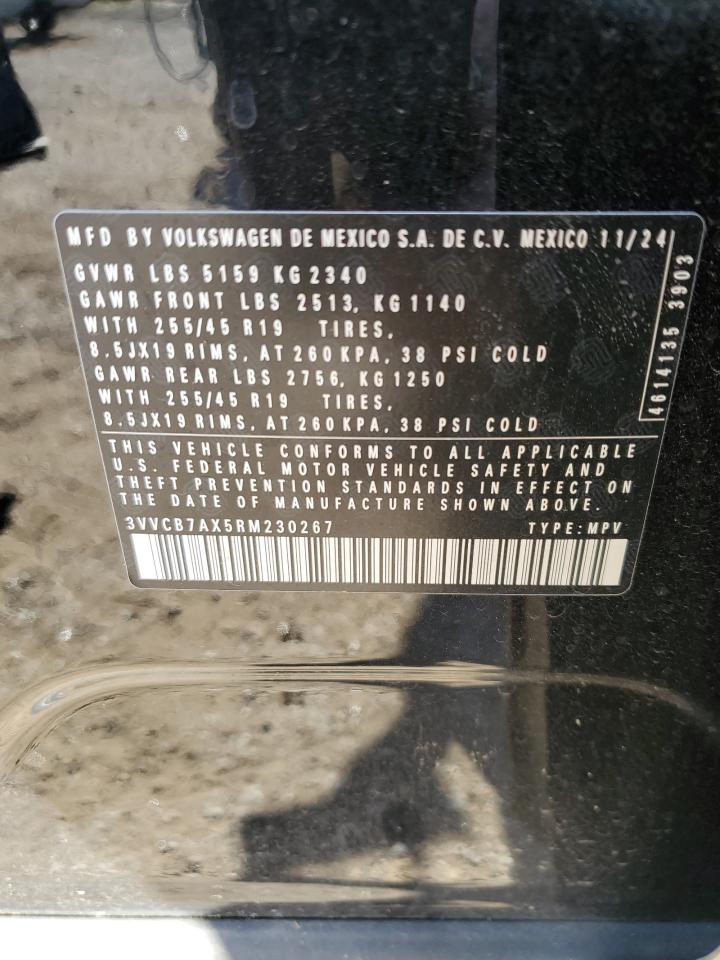 MFD BY VOLKSWAGEN DE MEXICO S.A. DE C.V. MEXICO 11/24
GVWR LBS 5159 KG 2340
GAWR FRONT LBS 2513, KG 1140
WITH 255/45 R19 TIRES,
8.5JX19 RIMS, AT 260 KPA, 38 PSI COLD
GAWR REAR LBS 2756, KG 1250
WITH 255/45 R19 TIRES,
8.5JX19 RIMS, AT 260 KPA, 38 PSI COLD
4614135 3903
THIS VEHICLE CONFORMS TO ALL APPLICABLE
U.S. FEDERAL MOTOR VEHICLE SAFETY AND
THEFT PREVENTION STANDARDS IN EFFECT ON
THE DATE OF MANUFACTURE SHOWN ABOVE.
3VVCB7AX5RM230267 TYPE: MPV